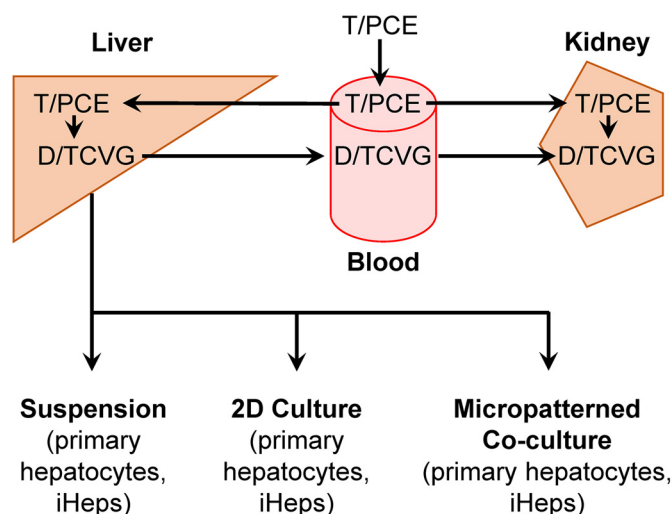 T/PCE
Liver
Kidney
T/PCE
T/PCE
T/PCE
D/TCVG
D/TCVG
D/TCVG
Blood
Suspension
(primary
hepatocytes,
iHeps)
2D Culture
(primary
hepatocytes,
iHeps)
Micropatterned
Co-culture
(primary hepatocytes,
iHeps)